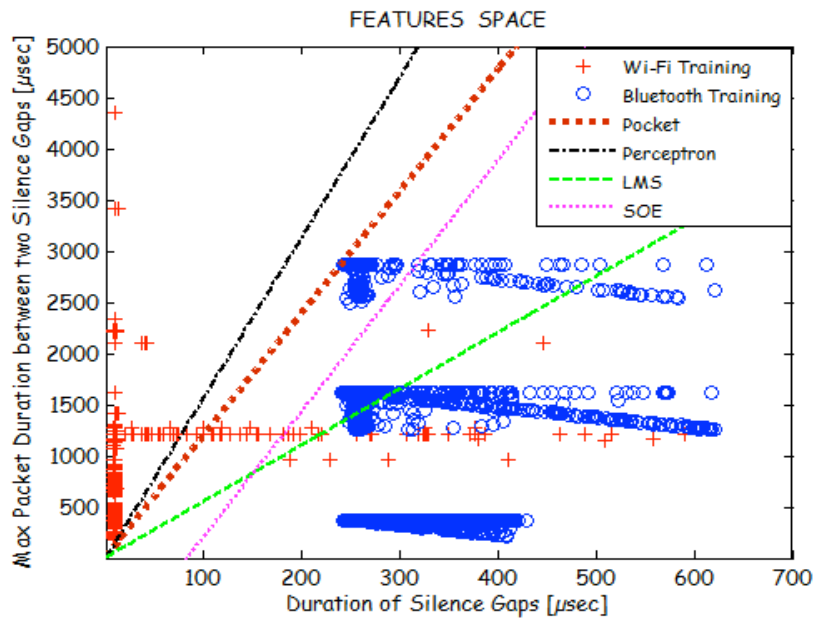 FEATURES SPACE
Max Packet Duration between two Silence Gaps [µsec]
5000
4500
4000
3500
3000
2500
2000
1500
1000
500
Wi-Fi Training
Bluetooth Training
Pocket
Perceptron
LMS
SOE
100
200
300
400
500
600
700
Duration of Silence Gaps [µsec]